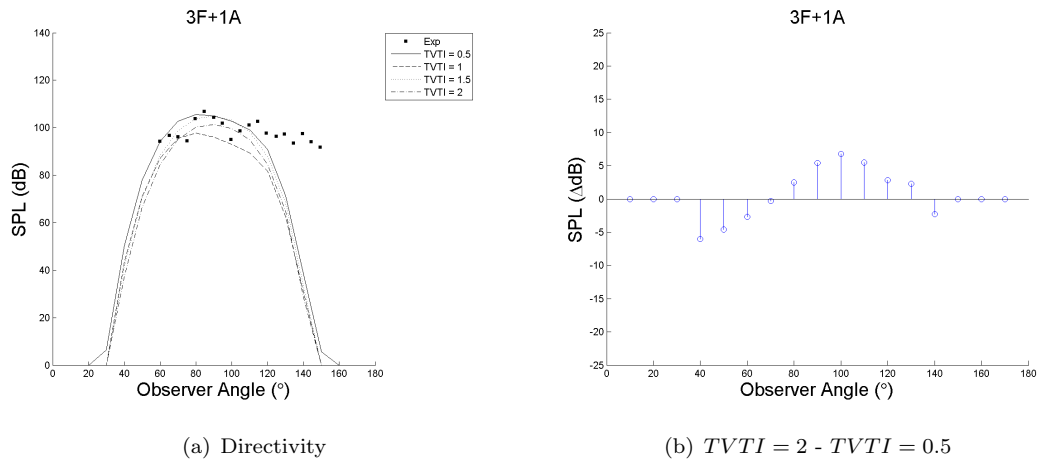 3F+1A
140
120
100
80
60
40
20
0
SPL (dB)
0 20 40 60 80 100 120 140 160 180
Observer Angle (°)
Exp
TVTI = 0.5
TVTI = 1
TVTI = 1.5
TVTI = 2
(a) Directivity
3F+1A
25
20
15
10
5
0
-5
-10
-15
-20
-25
SPL (ΔdB)
0 20 40 60 80 100 120 140 160 180
Observer Angle (°)
(b) TVTI = 2 - TVTI = 0.5